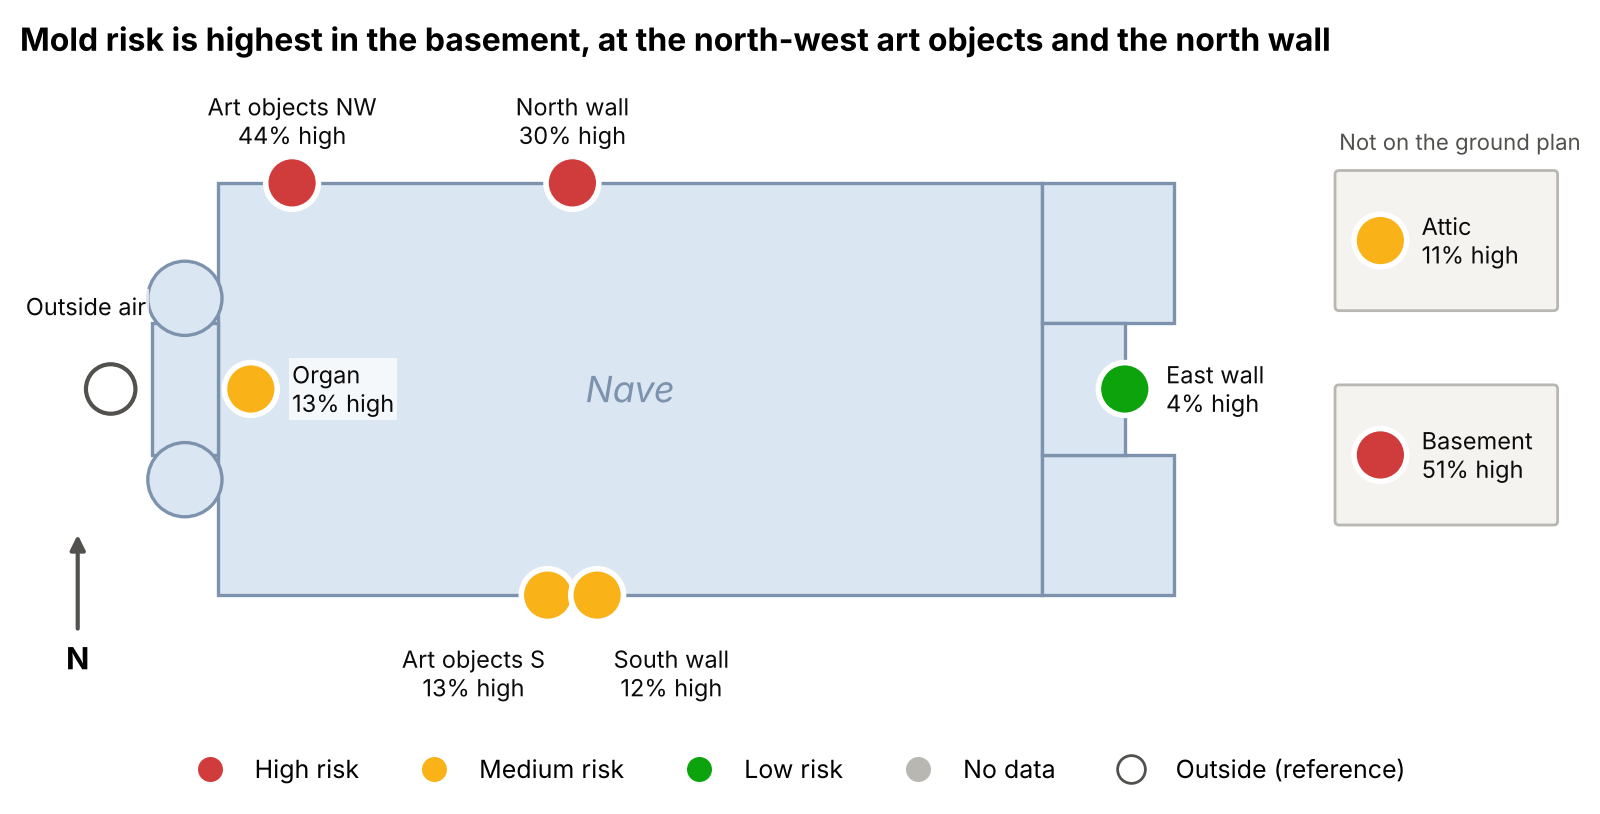 Mold risk is highest in the basement, at the north-west art objects and the north wall
Art objects NW
44% high
North wall
30% high
Not on the ground plan
Attic
11% high
Outside air
Organ
13% high
Nave
East wall
4% high
Basement
51% high
N
Art objects S
13% high
South wall
12% high
High risk
Medium risk
Low risk
No data
Outside (reference)